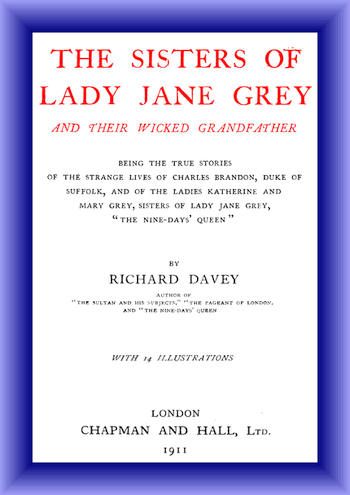 THE SISTERS OF
LADY JANE GREY
AND THEIR WICKED GRANDFATHER
BEING THE TRUE STORIES
OF THE STRANGE LIVES OF CHARLES BRANDON, DUKE OF
SUFFOLK, AND OF THE LADIES KATHERINE AND
MARY GREY, SISTERS OF LADY JANE GREY,
"THE NINE-DAYS' QUEEN"
BY
RICHARD DAVEY
AUTHOR OF
"THE SULTAN AND HIS SUBJECTS," "THE PAGEANT OF LONDON,
AND "THE NINE-DAYS' QUEEN
WITH 14 ILLUSTRATIONS
LONDON
CHAPMAN AND HALL, LTD.
1911